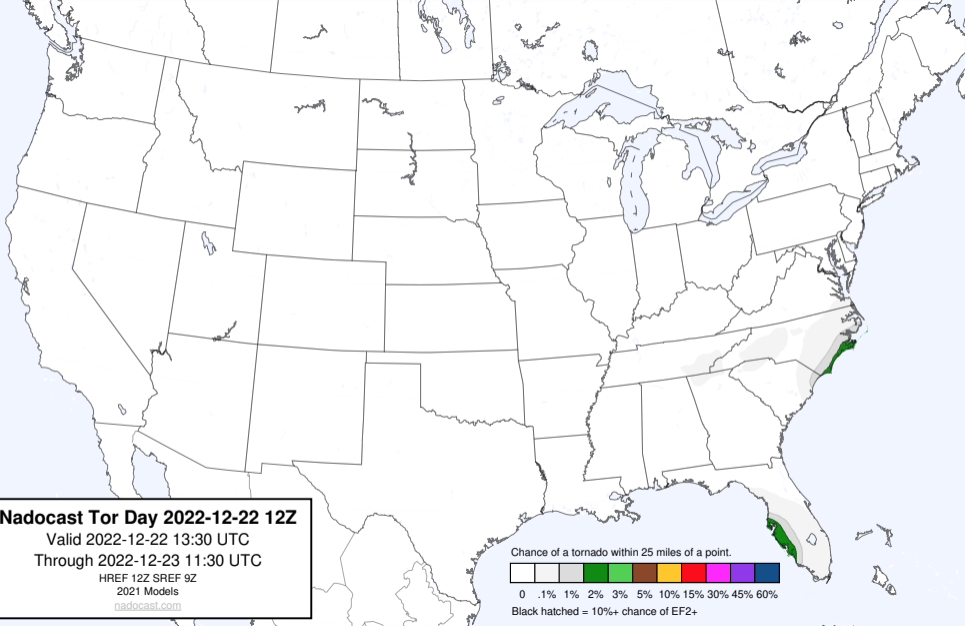 Nadocast Tor Day 2022-12-22 12Z
Valid 2022-12-22 13:30 UTC
Through 2022-12-23 11:30 UTC
HREF 12Z SREF 9Z
2021 Models
nadocast.com
Chance of a tornado within 25 miles of a point.
0 .1% 1% 2% 3% 5% 10% 15% 30% 45% 60%
Black hatched = 10%+ chance of EF2+